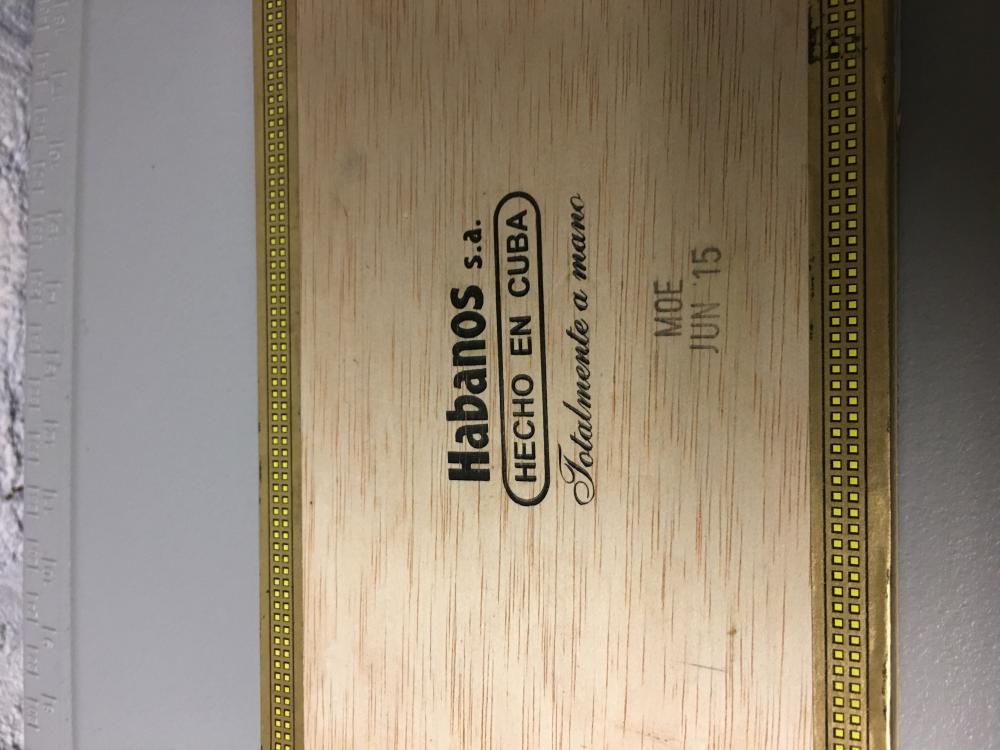 Habanos s.a.
HECHO EN CUBA
Totalmente a mano
MOE
JUN '15